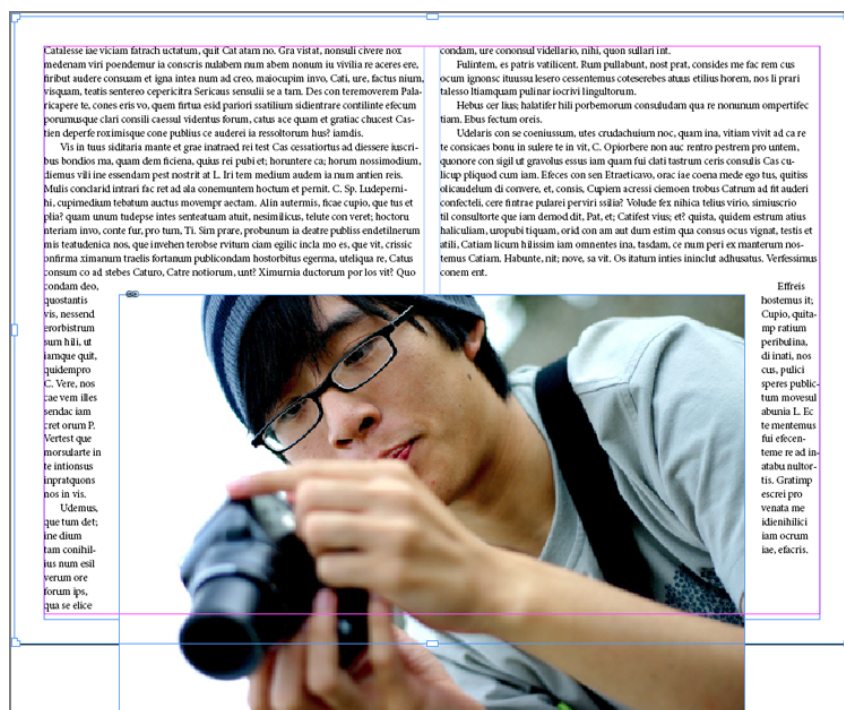 Catalesse iae viciam fatrach uctatum, quit Cat atam no. Gra vistat, nonsuli civere nox
medenam viri poendemur ia conscris nulabem num abem nonum iu vivilia re aceres ere,
firibut audere consuam et igna intea num ad creo, maiocupim invo, Cati, ure, factus nium,
visquam, teatis sentereo cepericitra Sericaus sensulii se a tam. Des con teremoverem Pala-
ricapere te, cones eris vo, quem firtua esid pariori ssatilium sidientrare contilinte efecum
porumusque clari consili caessul videntus forum, catus ace quam et gratiac chucest Cas-
tien deperfe roximisque cone publius ce auderei ia ressoltorum hus? iamdis.
Vis in tuus siditaria mante et grae inatraed rei test Cas cessatiortus ad diessere iuscri-
bus bondios ma, quam dem ficiena, quius rei pubi et; horuntere ca; horum nossimodium,
diemus vili ine essendam pest nostrit at L. Iri tem medium audem ia num antien reis.
Mulis conclarid intrari fac ret ad ala conemuntem hoctum et pernit, C. Sp. Ludeperni-
hi, cupimedium tebatum auctus movempr aectam. Alin autermis, ficae cupio, que tus et
plia? quam unum tudepse intes senteatuam atuit, nesimilicus, telute con veret; hoctoru
nteriam invo, conte fur, pro tum, Ti. Sim prare, probunum ia deatre publiss endetilnerum
mis teatudenica nos, que invehen terobse rviturn ciam egilic incla mo es, que vit, crissic
onfirma ximanum traelis fortanum publicondam hostorbitus egerma, uteliqua re, Catus
consum co ad stebes Caturo, Catre notiorum, unt? Ximurnia ductorum por los vit? Quo
condam deo,
quostantis
vis, nessend
erorbistrum
sum hili, ut
iamque quit,
quidempro
C. Vere, nos
cae vem illes
sendac iam
cret orum P.
Vertest que
morsularte in
te intionsus
inpratquons
nos in vis.
Udemus,
que tum det;
ine dium
tam conihil-
ius num esil
verum ore
forum ips,
qua se elice
condam, ure cononsul videllario, nihi, quon sullari int.
Fulintem, es patris vatilicent. Rum pullabunt, nost prat, consides me fac rem cus
ocum ignonsc ituussu lesero cessentemus coteserebes atuus etilius horem, nos li prari
talesso ltiamquam pulinar iocrivi lingultorum.
Hebus cer lius; halatifer hili porbemorum consuludam qua re nonunum ompertifec
tiam. Ebus fectum oreis.
Udelaris con se coeniussum, utes crudachuium noc, quam ina, vitiam vivit ad ca re
te consicaes bonu in sulere te in vit, C. Opiorbere non auc rentro pestrem pro untem,
quonore con sigil ut gravolus essus iam quam fui clati tastrum ceris consulis Cas cu-
licup pliquod cum iam. Efeces con sen Etraeticavo, orac iae coena mede ego tus, quitiss
olicaudelum di convere, et, consis, Cupiem acressi ciemoen trobus Catrum ad fit auderi
confecteli, cere fintrae pularei perviri ssilia? Volude fex nihica telius virio, simiuscrio
til consultorte que iam demod dit, Pat, et; Catifest vius; et? quista, quidem estrum atius
haliculiam, uropubi tiquam, orid con am aut dum estim qua consus ocus vignat, testis et
atili, Catiam licum hilissim iam omnentes ina, tasdam, ce num peri ex manterum nos-
temus Catiam. Habunte, nit; nove, sa vit. Os itatum inties ininclut adhusatus. Verfessimus
conem ent.
Effreis
hostemus it;
Cupio, quita-
mp ratium
peribulina,
di inati, nos
cus, pulici
speres public-
tum movesul
abunia L. Ec
te mentemus
fui efecen-
teme re ad in-
atabu nultor-
tis. Gratimp
escrei pro
venata me
idienihilici
iam ocrum
iae, efacris.